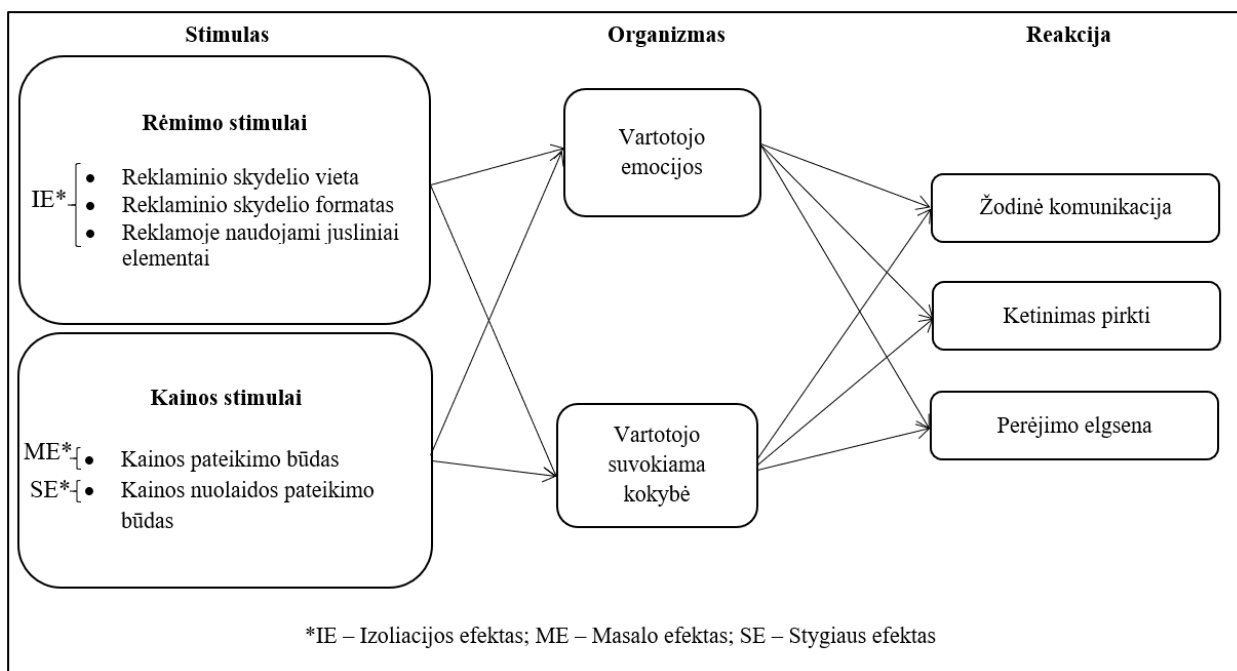 Stimulas
Organizmas
Reakcija
Rėmimo stimulai
IE*
• Reklaminio skydelio vieta
• Reklaminio skydelio formatas
• Reklamoje naudojami jusliniai
elementai
Kainos stimulai
ME*
• Kainos pateikimo būdas
SE*
• Kainos nuolaidos pateikimo
būdas
Vartotojo
emocijos
Vartotojo
suvokiama
kokybė
Žodinė komunikacija
Ketinimas pirkti
Perėjimo elgsena
*IE – Izoliacijos efektas; ME – Masalo efektas; SE – Stygiaus efektas